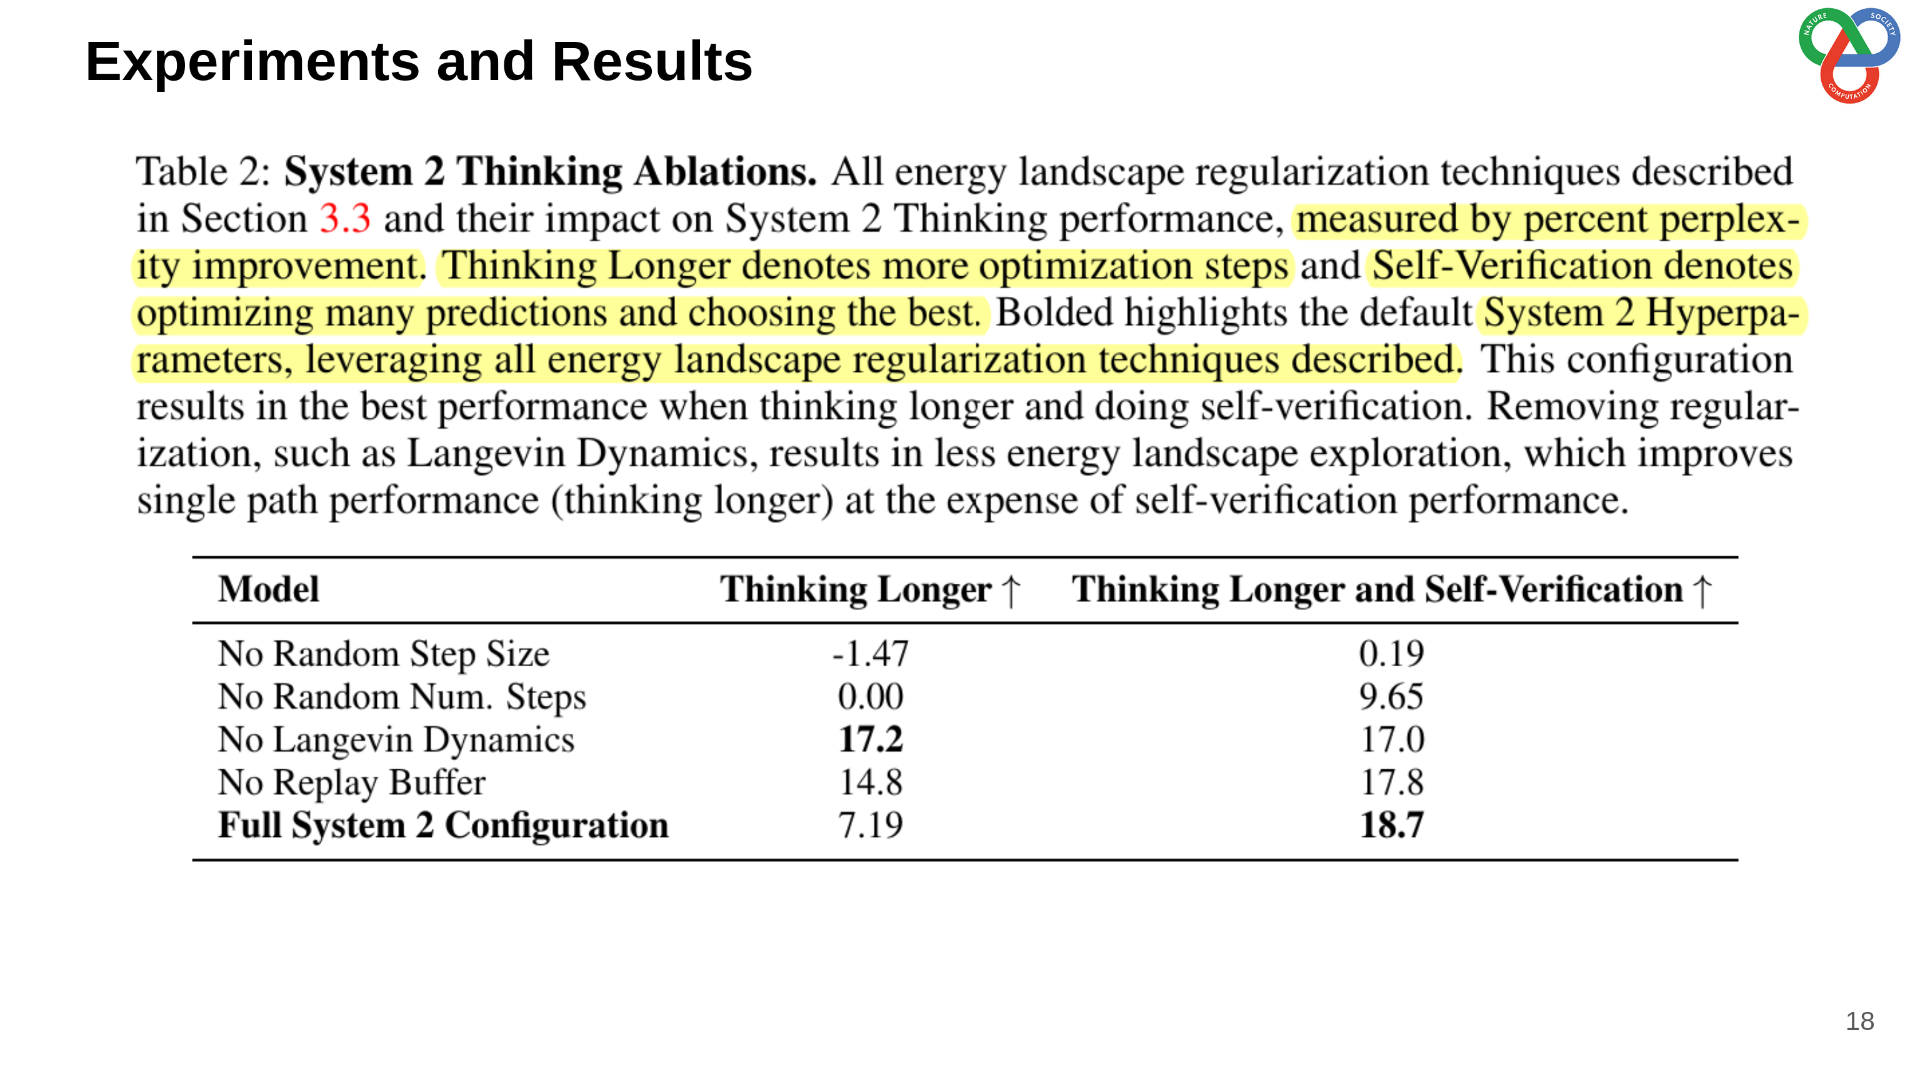 Experiments and Results
NATURE
SOCIETY
COMPUTATION
Table 2: System 2 Thinking Ablations. All energy landscape regularization techniques described
in Section 3.3 and their impact on System 2 Thinking performance, measured by percent perplex-
ity improvement. Thinking Longer denotes more optimization steps and Self-Verification denotes
optimizing many predictions and choosing the best. Bolded highlights the default System 2 Hyperpa-
rameters, leveraging all energy landscape regularization techniques described. This configuration
results in the best performance when thinking longer and doing self-verification. Removing regular-
ization, such as Langevin Dynamics, results in less energy landscape exploration, which improves
single path performance (thinking longer) at the expense of self-verification performance.
Model Thinking Longer ↑ Thinking Longer and Self-Verification ↑
No Random Step Size -1.47 0.19
No Random Num. Steps 0.00 9.65
No Langevin Dynamics 17.2 17.0
No Replay Buffer 14.8 17.8
Full System 2 Configuration 7.19 18.7
18